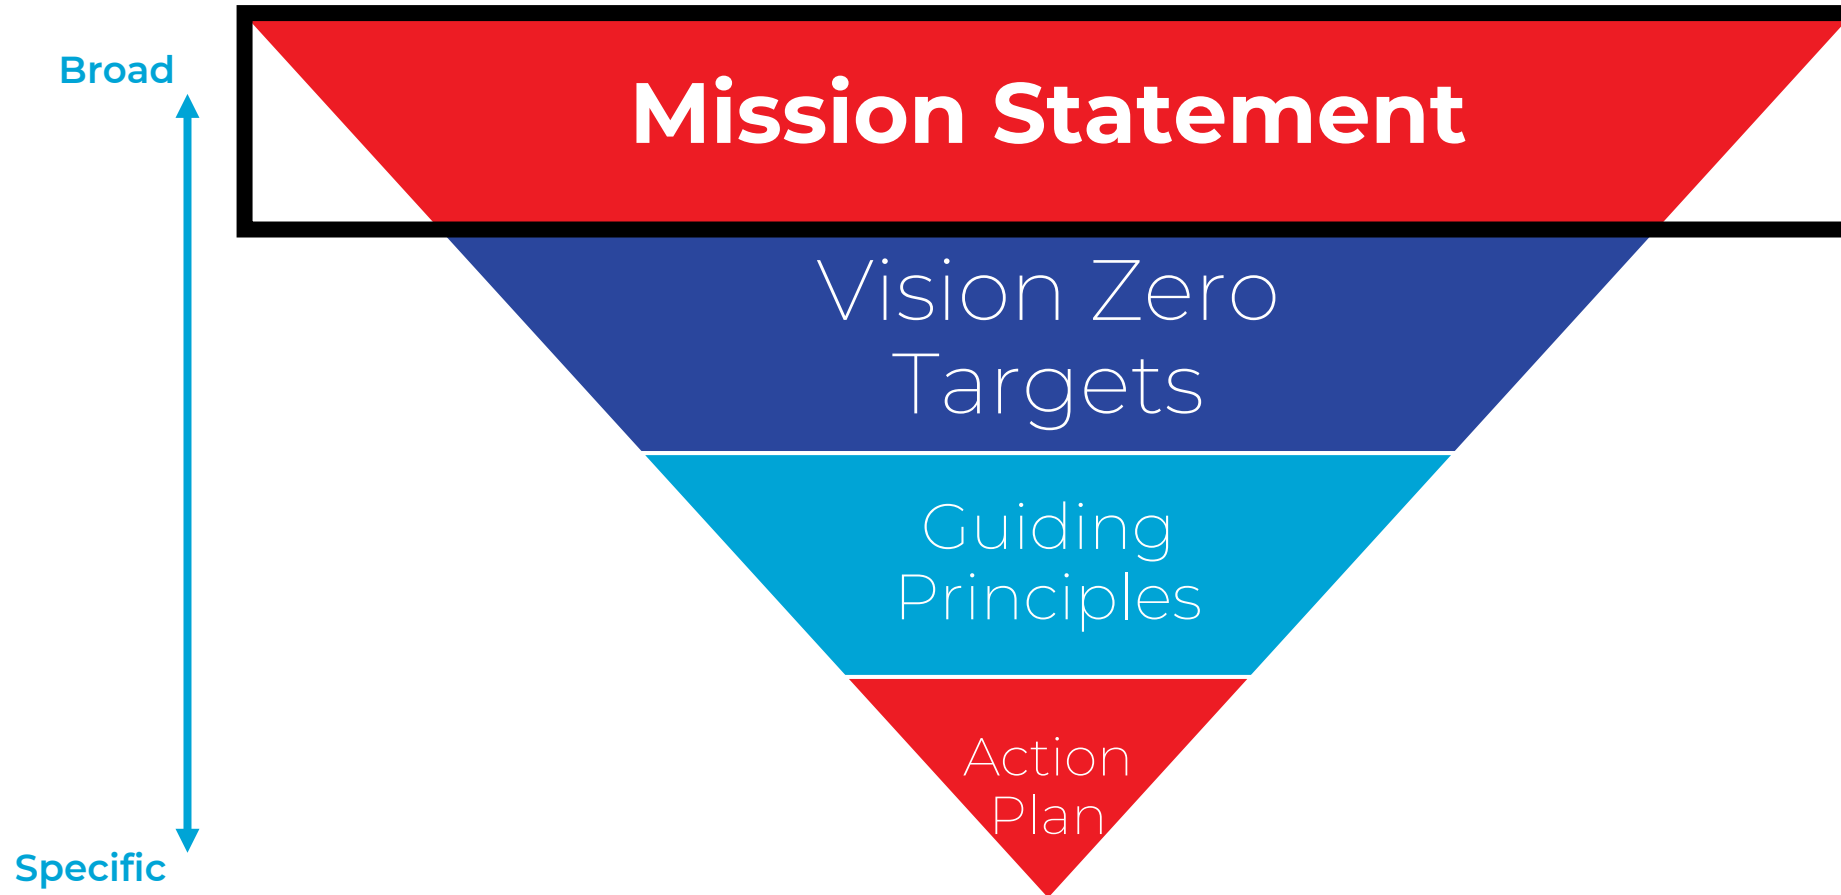 Broad
Mission Statement
Vision Zero
Targets
Guiding
Principles
Action
Plan
Specific